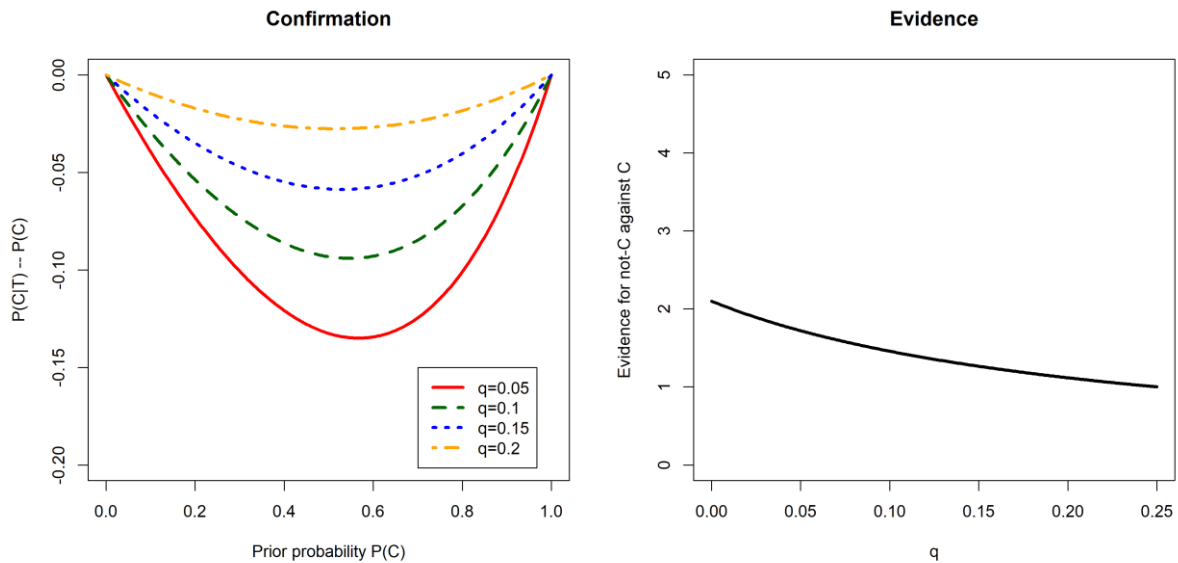 Confirmation
P(C|T) -- P(C)
0.00
-0.05
-0.10
-0.15
-0.20
q=0.05
q=0.1
q=0.15
q=0.2
0.0 0.2 0.4 0.6 0.8 1.0
Prior probability P(C)
Evidence
Evidence for not-C against C
5
4
3
2
1
0
0.00 0.05 0.10 0.15 0.20 0.25
q